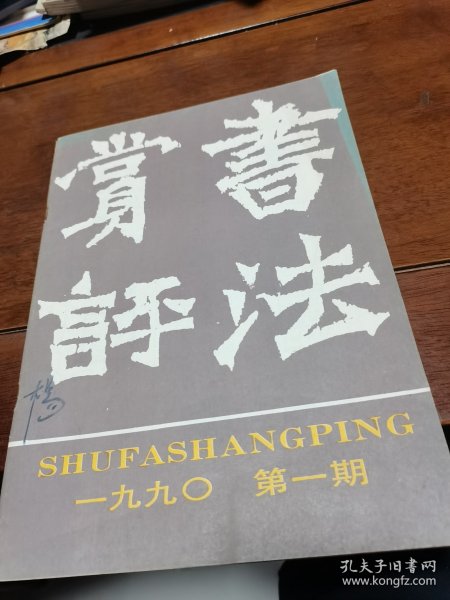 書法
賞評
楊
SHUFASHANGPING
一九九〇 第一期
孔夫子旧书网
www.kongfz.com